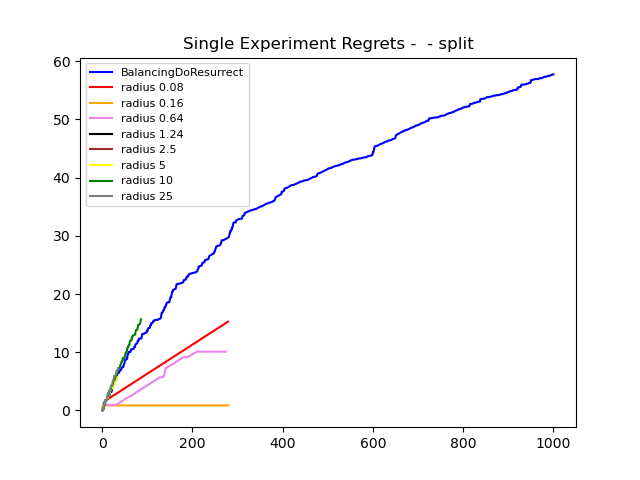 Single Experiment Regrets -  - split
60
50
40
30
20
10
0
BalancingDoResurrect
radius 0.08
radius 0.16
radius 0.64
radius 1.24
radius 2.5
radius 5
radius 10
radius 25
0 200 400 600 800 1000